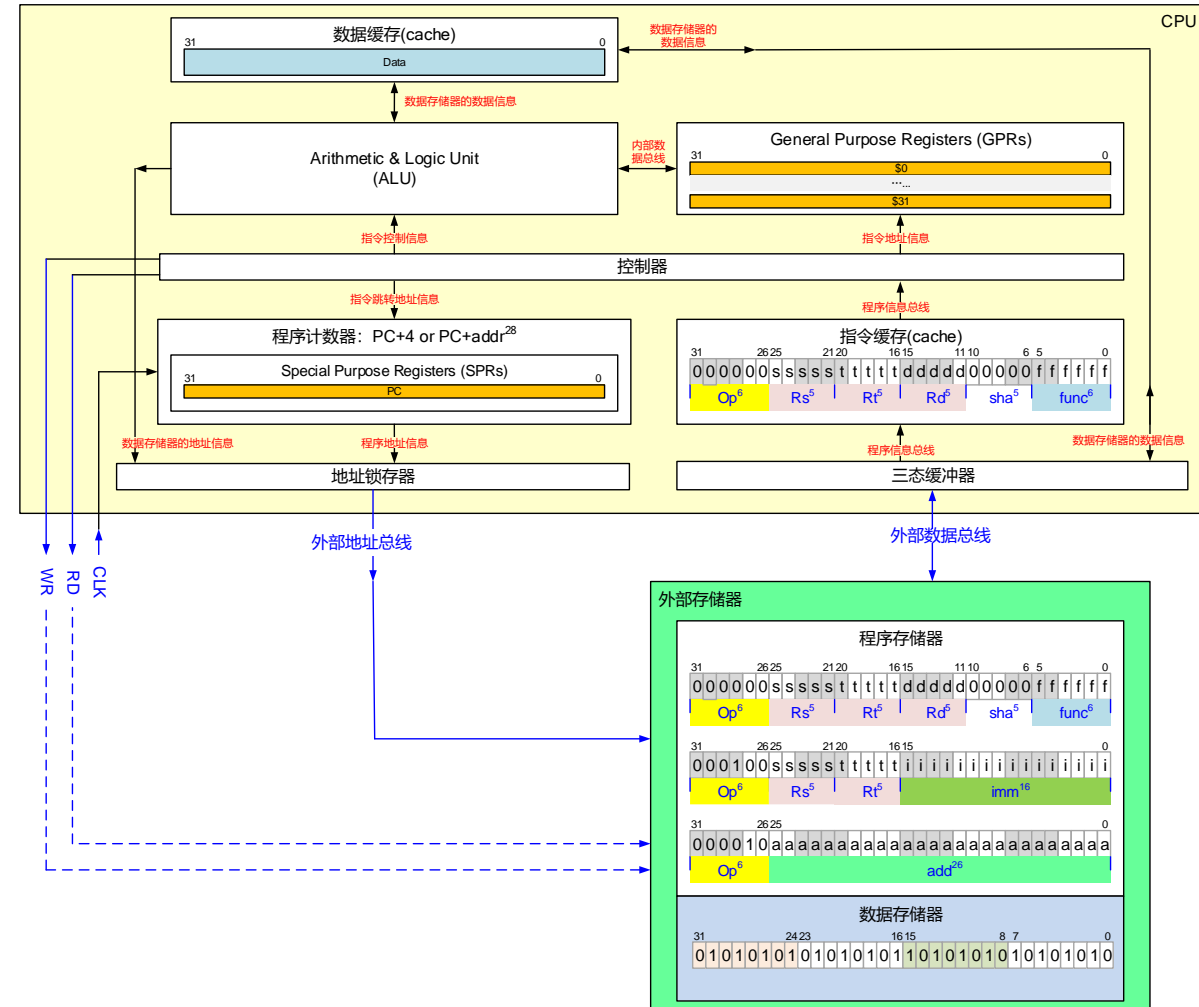 CPU
数据缓存(cache)
31 0
Data
数据存储器的
数据信息
数据存储器的数据信息
Arithmetic & Logic Unit
(ALU)
内部数
据总线
General Purpose Registers (GPRs)
31 0
$0
…...
$31
指令控制信息
指令地址信息
控制器
指令跳转地址信息
程序信息总线
程序计数器：PC+4 or PC+addr28
Special Purpose Registers (SPRs)
31 0
PC
指令缓存(cache)
31 26 25 21 20 16 15 11 10 6 5 0
0 0 0 0 0 0 s s s s s t t t t t d d d d d 0 0 0 0 0 f f f f f f
Op6 Rs5 Rt5 Rd5 sha5 func6
数据存储器的地址信息
程序地址信息
程序信息总线
数据存储器的数据信息
地址锁存器
三态缓冲器
外部地址总线
外部数据总线
WR
RD
CLK
外部存储器
程序存储器
31 26 25 21 20 16 15 11 10 6 5 0
0 0 0 0 0 0 s s s s s t t t t t d d d d d 0 0 0 0 0 f f f f f f
Op6 Rs5 Rt5 Rd5 sha5 func6
31 26 25 21 20 16 15 0
0 0 0 1 0 0 s s s s s t t t t t i i i i i i i i i i i i i i i i
Op6 Rs5 Rt5 imm16
31 26 25 0
0 0 0 0 1 0 a a a a a a a a a a a a a a a a a a a a a a a a a a
Op6 add26
数据存储器
31 24 23 16 15 8 7 0
0 1 0 1 0 1 0 1 0 1 0 1 0 1 0 1 1 0 1 0 1 0 1 0 1 0 1 0 1 0 1 0